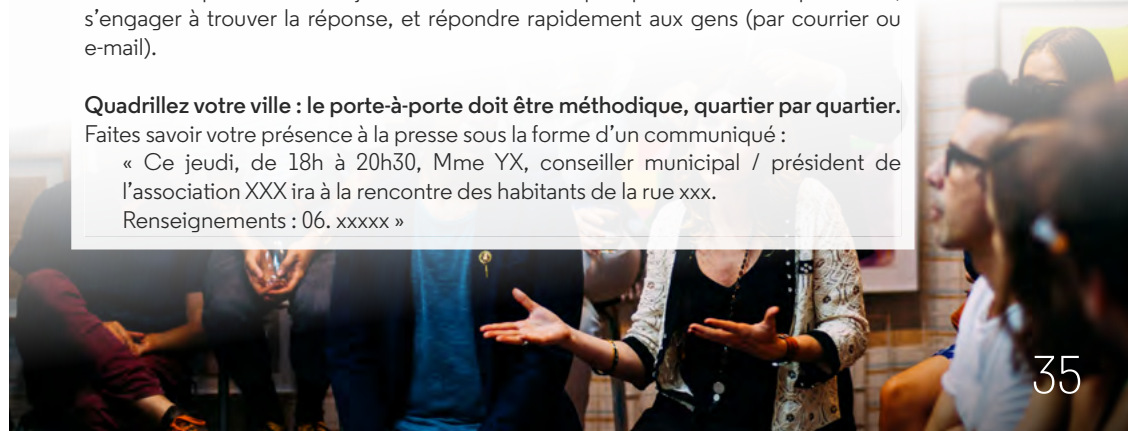 s'engager à trouver la réponse, et répondre rapidement aux gens (par courrier ou
e-mail).
Quadrillez votre ville : le porte-à-porte doit être méthodique, quartier par quartier.
Faites savoir votre présence à la presse sous la forme d'un communiqué :
« Ce jeudi, de 18h à 20h30, Mme YX, conseiller municipal / président de
l'association XXX ira à la rencontre des habitants de la rue xxx.
Renseignements : 06. xxxxx »
35